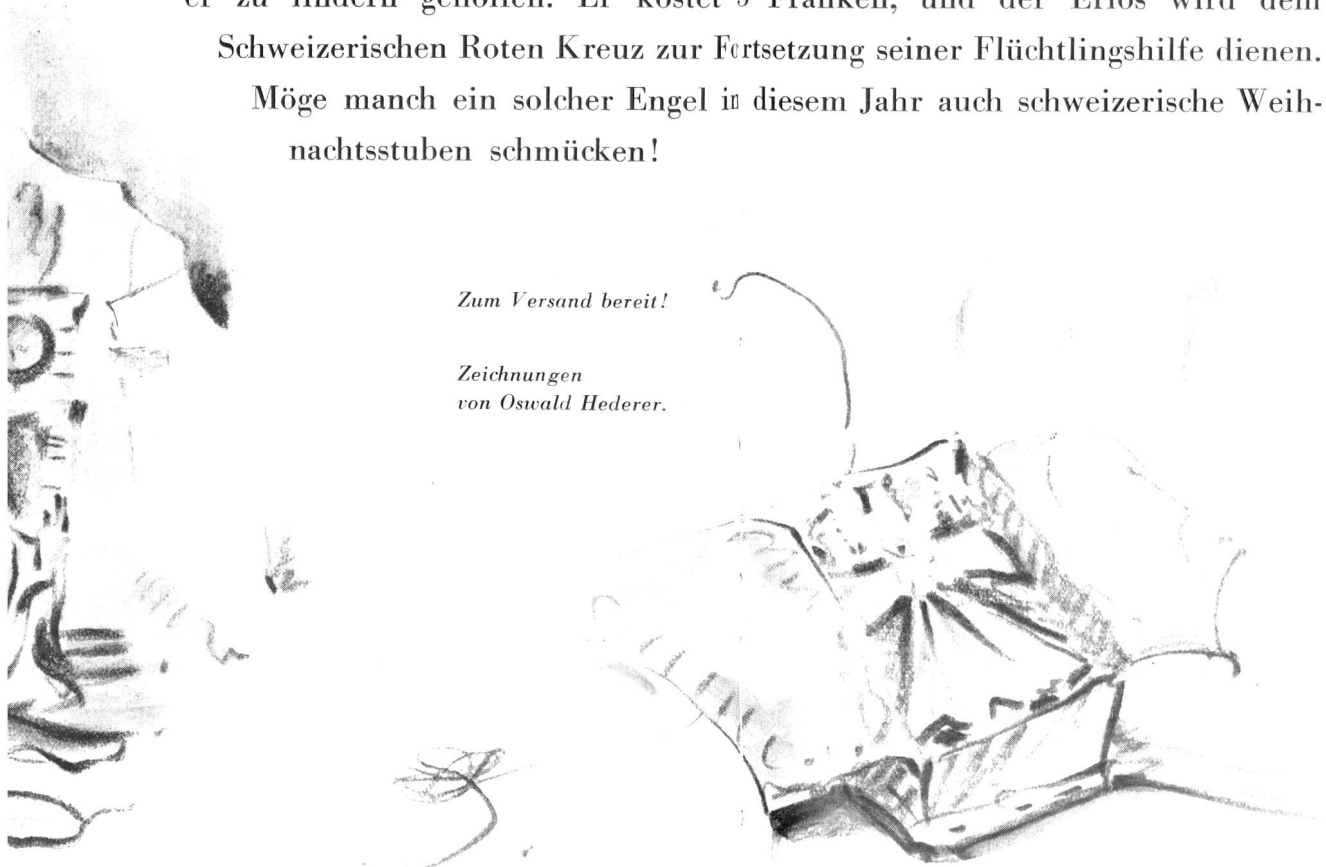 er zu lindern geholfen. Er kostet 5 Franken, und der Erlös wird dem
Schweizerischen Roten Kreuz zur Fortsetzung seiner Flüchtlingshilfe dienen.
Möge manch ein solcher Engel in diesem Jahr auch schweizerische Weih-
nachtsstuben schmücken!
Zum Versand bereit!
Zeichnungen
von Oswald Hederer.